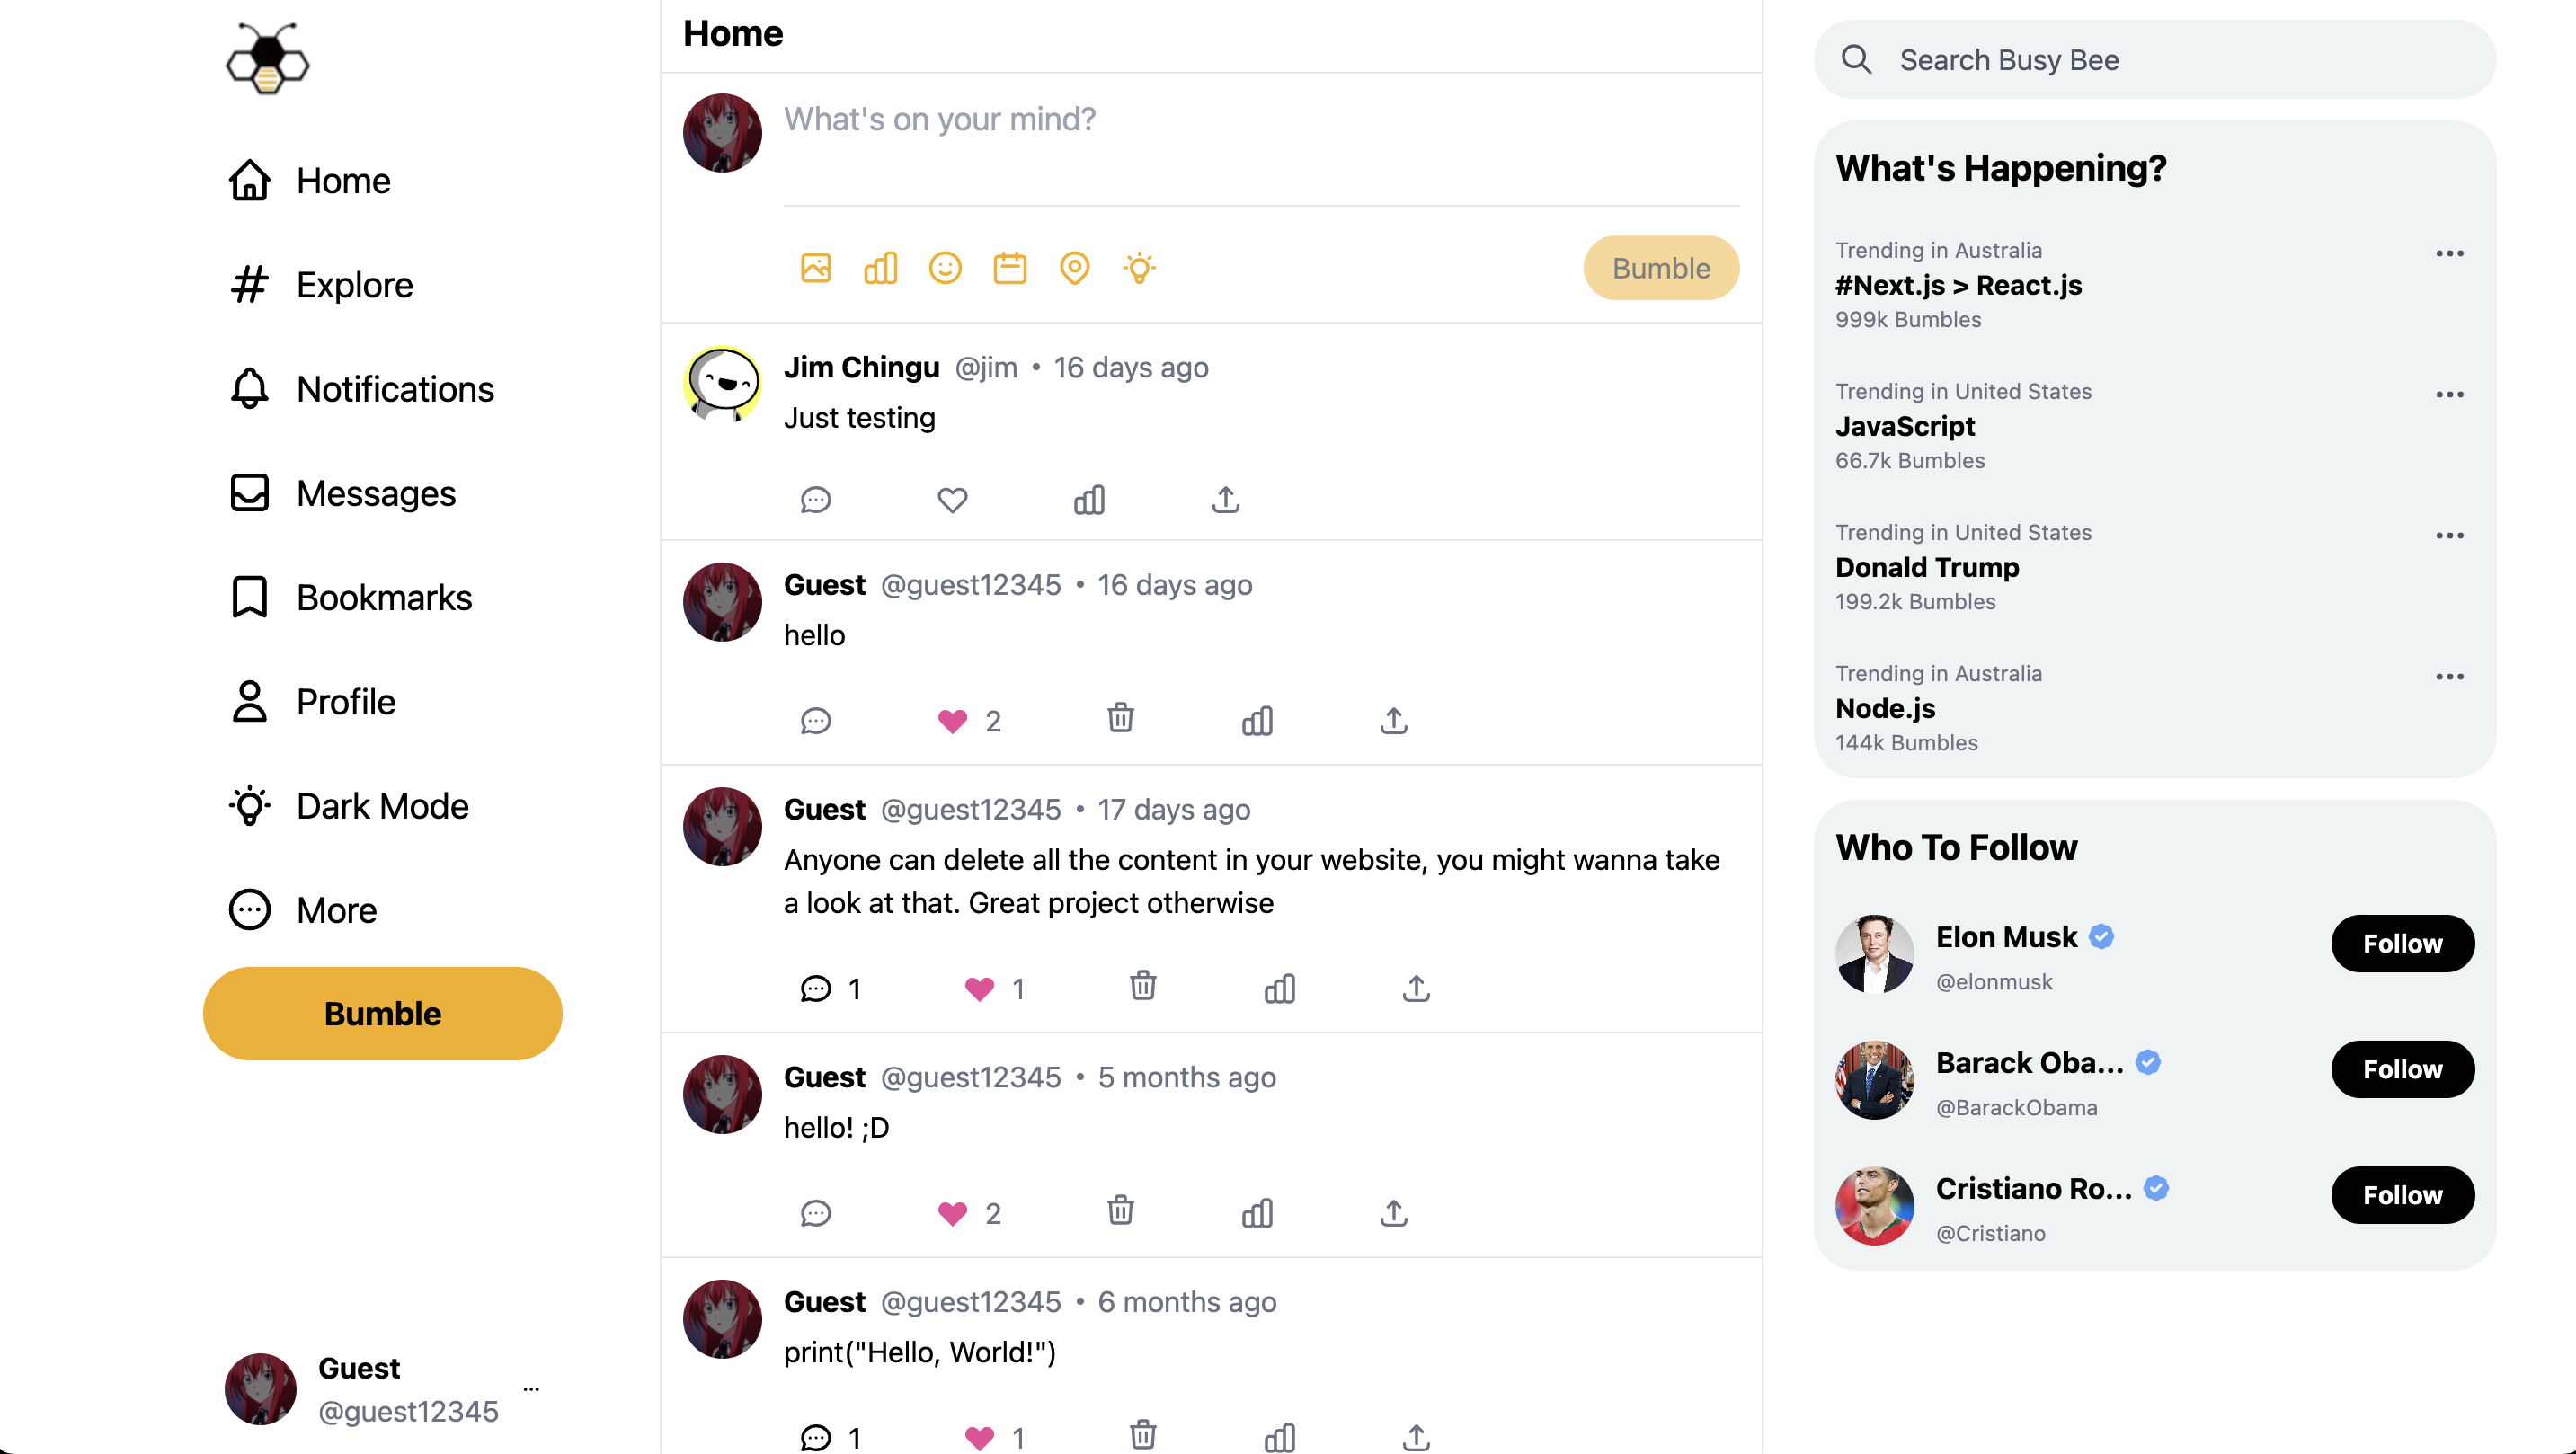 Home
Explore
Notifications
Messages
Bookmarks
Profile
Dark Mode
More
Bumble
Guest
@guest12345
Home
What's on your mind?
Bumble
Jim Chingu @jim • 16 days ago
Just testing
Guest @guest12345 • 16 days ago
hello
2
Guest @guest12345 • 17 days ago
Anyone can delete all the content in your website, you might wanna take
a look at that. Great project otherwise
1 1
Guest @guest12345 • 5 months ago
hello! ;D
2
Guest @guest12345 • 6 months ago
print("Hello, World!")
1 1
Search Busy Bee
What's Happening?
Trending in Australia
#Next.js > React.js
999k Bumbles
Trending in United States
JavaScript
66.7k Bumbles
Trending in United States
Donald Trump
199.2k Bumbles
Trending in Australia
Node.js
144k Bumbles
Who To Follow
Elon Musk
@elonmusk
Follow
Barack Oba...
@BarackObama
Follow
Cristiano Ro...
@Cristiano
Follow